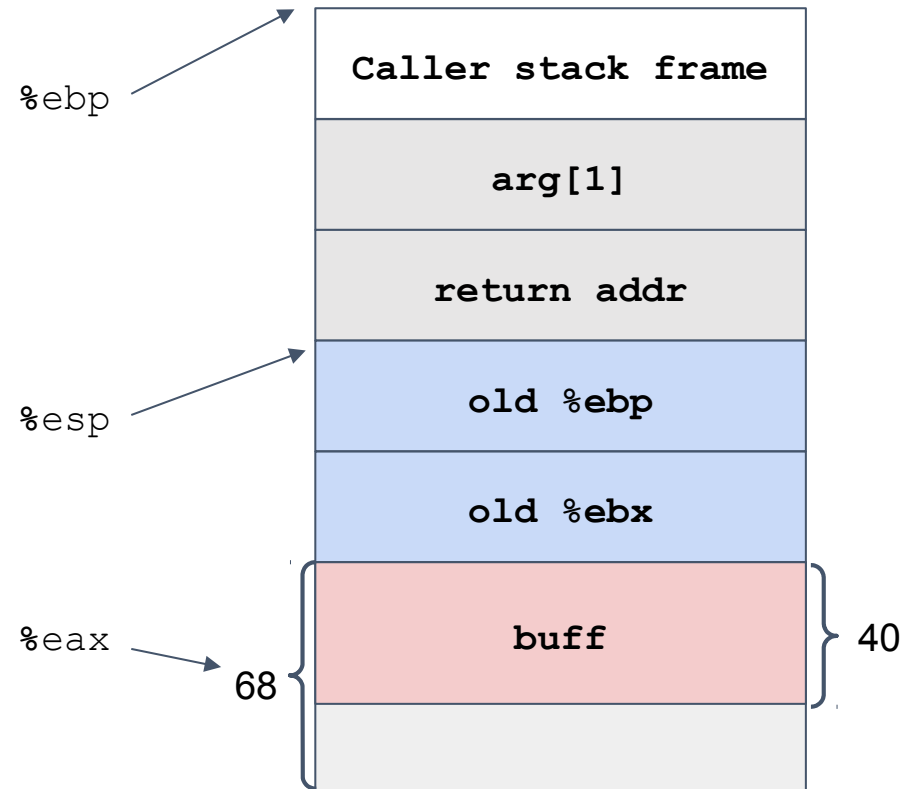 Caller stack frame
%ebp
arg[1]
return addr
old %ebp
%esp
old %ebx
buff
%eax
40
68